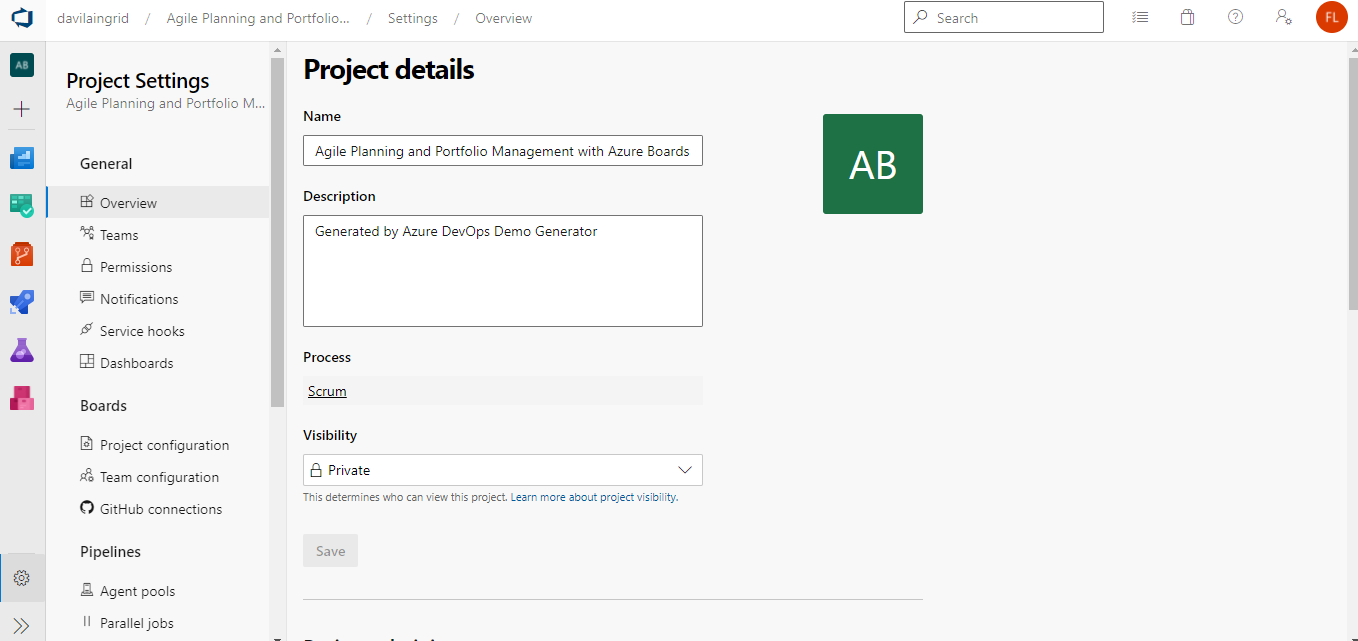 davilaingrid / Agile Planning and Portfolio... / Settings / Overview
Search
FL
AB
Project Settings
Agile Planning and Portfolio M...
General
Overview
Teams
Permissions
Notifications
Service hooks
Dashboards
Boards
Project configuration
Team configuration
GitHub connections
Pipelines
Agent pools
Parallel jobs
Project details
Name
Agile Planning and Portfolio Management with Azure Boards
AB
Description
Generated by Azure DevOps Demo Generator
Process
Scrum
Visibility
Private
This determines who can view this project. Learn more about project visibility.
Save